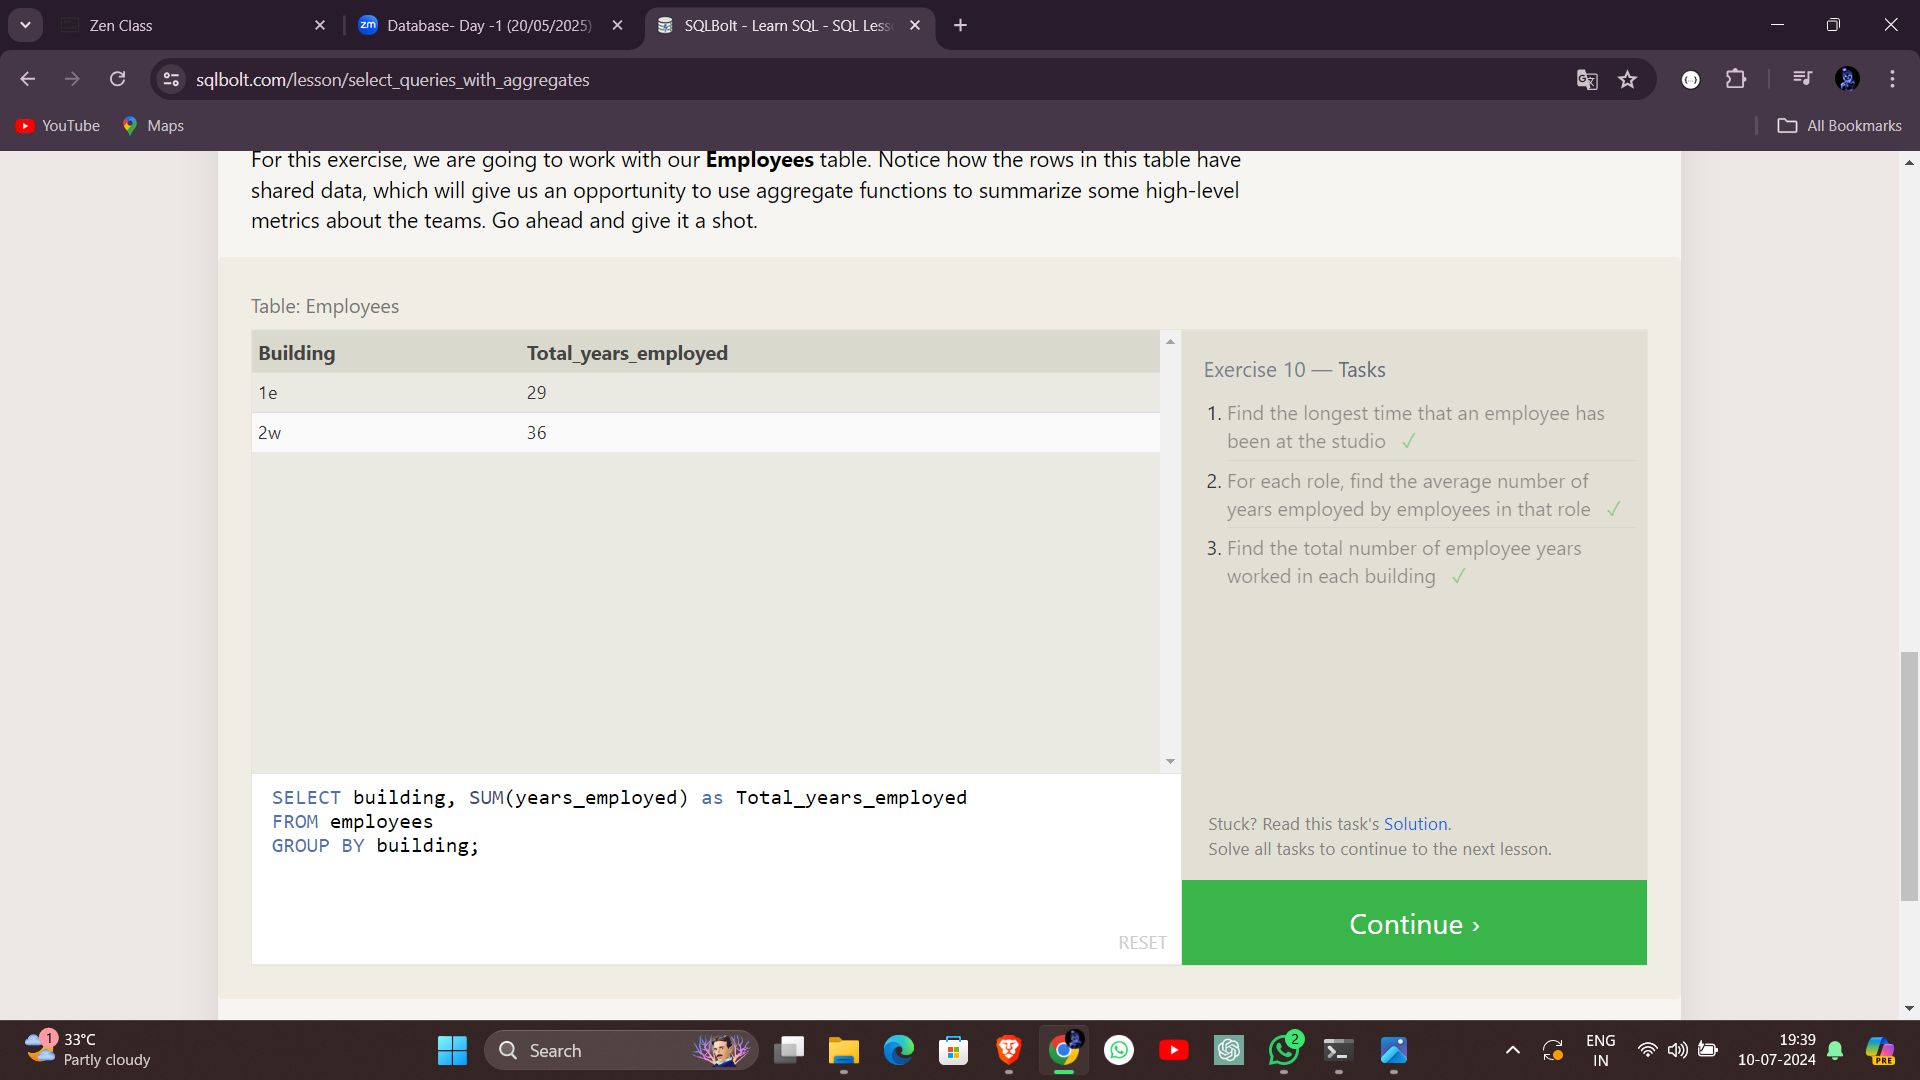 Zen Class
zm Database- Day -1 (20/05/2025)
SQLBolt - Learn SQL - SQL Less
sqlbolt.com/lesson/select_queries_with_aggregates
YouTube
Maps
All Bookmarks
For this exercise, we are going to work with our Employees table. Notice how the rows in this table have
shared data, which will give us an opportunity to use aggregate functions to summarize some high-level
metrics about the teams. Go ahead and give it a shot.
Table: Employees
Building Total_years_employed
1e 29
2w 36
Exercise 10 — Tasks
1. Find the longest time that an employee has
been at the studio ✓
2. For each role, find the average number of
years employed by employees in that role ✓
3. Find the total number of employee years
worked in each building ✓
SELECT building, SUM(years_employed) as Total_years_employed
FROM employees
GROUP BY building;
RESET
Stuck? Read this task's Solution.
Solve all tasks to continue to the next lesson.
Continue ›
1
33°C
Partly cloudy
Search
2
ENG
IN
19:39
10-07-2024
PRE